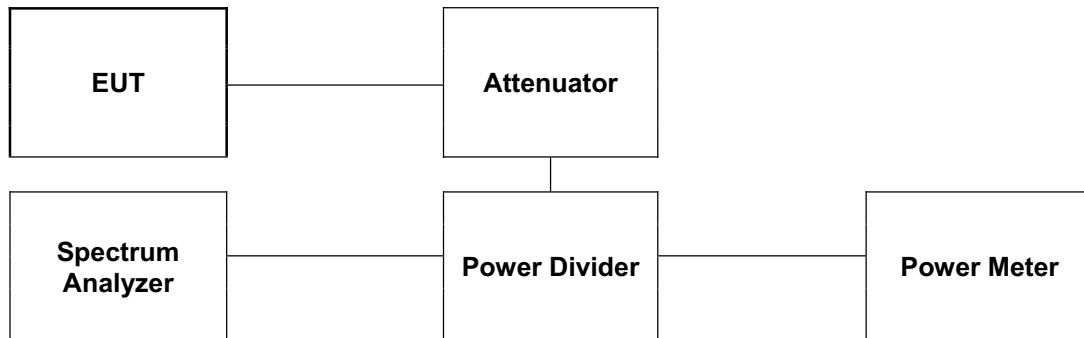 EUT
Attenuator
Spectrum
Analyzer
Power Divider
Power Meter